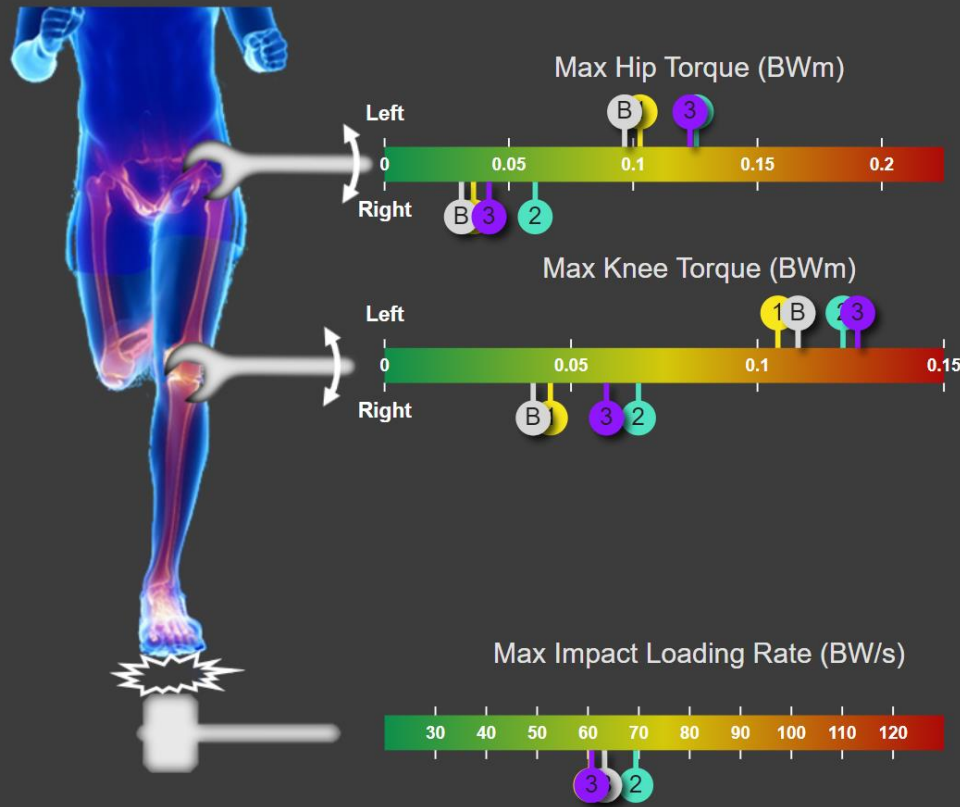 Max Hip Torque (BWm)
B 3
Left
0 0.05 0.1 0.15 0.2
Right
B 3 2
Max Knee Torque (BWm)
Left
1 B 3
0 0.05 0.1 0.15
Right
B 1 3 2
Max Impact Loading Rate (BW/s)
30 40 50 60 70 80 90 100 110 120
3 2